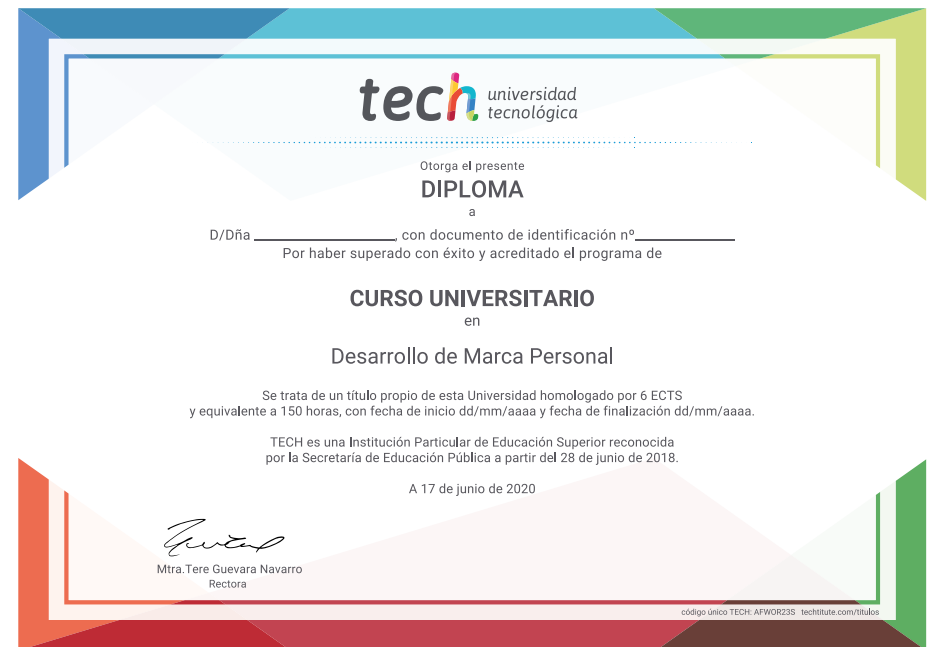 tech universidad
tecnológica
Otorga el presente
DIPLOMA
a
D/Dña ____________________, con documento de identificación nº______________
Por haber superado con éxito y acreditado el programa de
CURSO UNIVERSITARIO
en
Desarrollo de Marca Personal
Se trata de un título propio de esta Universidad homologado por 6 ECTS
y equivalente a 150 horas, con fecha de inicio dd/mm/aaaa y fecha de finalización dd/mm/aaaa.
TECH es una Institución Particular de Educación Superior reconocida
por la Secretaría de Educación Pública a partir del 28 de junio de 2018.
A 17 de junio de 2020
Mtra.Tere Guevara Navarro
Rectora
código único TECH: AFWOR23S techtitute.com/titulos